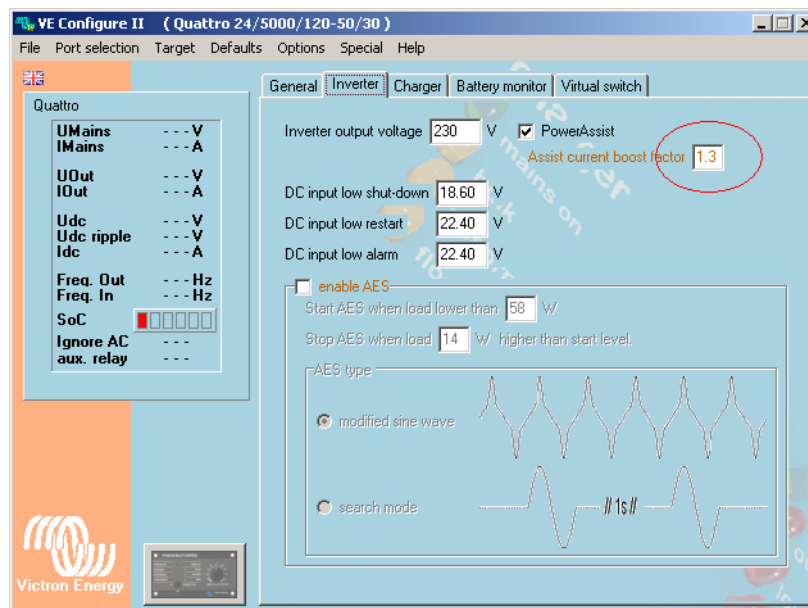 VE Configure II ( Quattro 24/5000/120-50/30 )
File Port selection Target Defaults Options Special Help
General Inverter Charger Battery monitor Virtual switch
Quattro
UMains - - - V
IMains - - - A
UOut - - - V
IOut - - - A
Udc - - - V
Udc ripple - - - V
Idc - - - A
Freq. Out - - - Hz
Freq. In - - - Hz
SoC
Ignore AC - - -
aux. relay - - -
Inverter output voltage 230 V PowerAssist
Assist current boost factor 1.3
DC input low shut-down 18.60 V
DC input low restart 22.40 V
DC input low alarm 22.40 V
enable AES
Start AES when load lower than 58 W
Stop AES when load 14 W higher than start level.
AES type
modified sine wave
search mode
// 1s //
Victron Energy
mains on